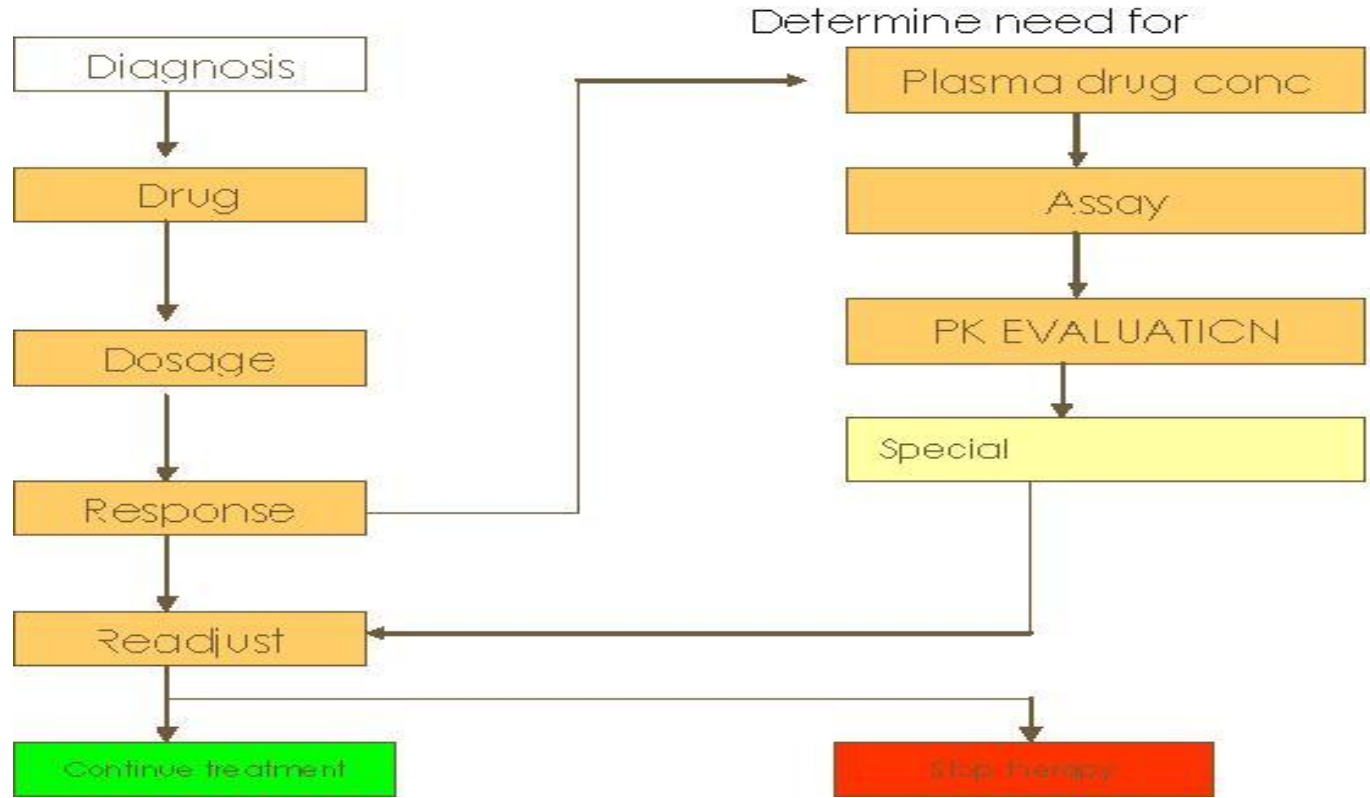 Determine need for
Diagnosis
Plasma drug conc
Drug
Assay
Dosage
PK EVALUATICN
Special
Response
Readjust
Continue treatment
Stop therapy